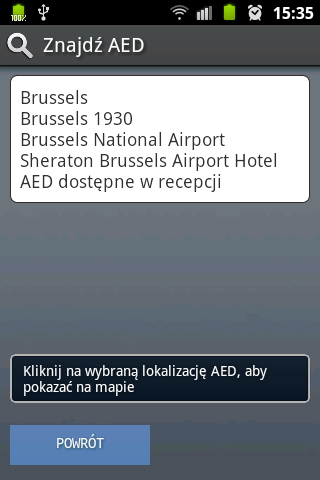 100%
15:35
Znajdź AED
Brussels
Brussels 1930
Brussels National Airport
Sheraton Brussels Airport Hotel
AED dostępne w recepcji
Kliknij na wybraną lokalizację AED, aby
pokazać na mapie
POWRÓT